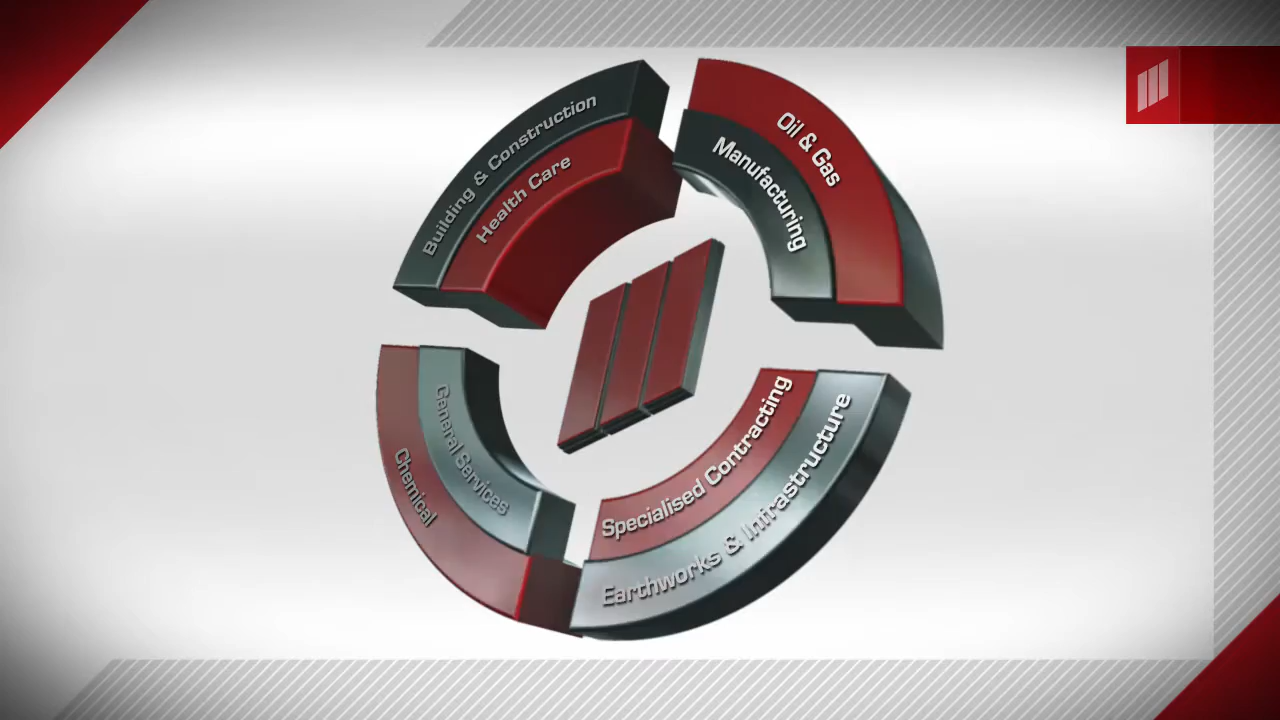 Building & Construction
Health Care
Oil & Gas
Manufacturing
General Services
Chemical
Specialised Contracting
Earthworks & Infrastructure